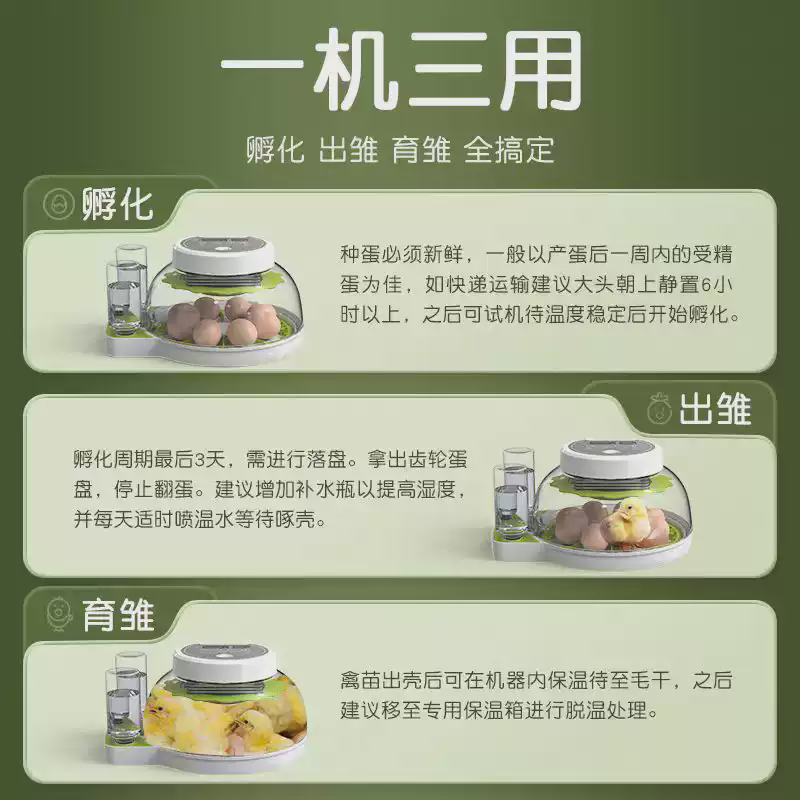 一机三用
孵化 出雏 育雏 全搞定
孵化
种蛋必须新鲜，一般以产蛋后一周内的受精
蛋为佳，如快递运输建议大头朝上静置6小
时以上，之后可试机待温度稳定后开始孵化。
出雏
孵化周期最后3天，需进行落盘。拿出齿轮蛋
盘，停止翻蛋。建议增加补水瓶以提高湿度，
并每天适时喷温水等待啄壳。
育雏
禽苗出壳后可在机器内保温待至毛干，之后
建议移至专用保温箱进行脱温处理。